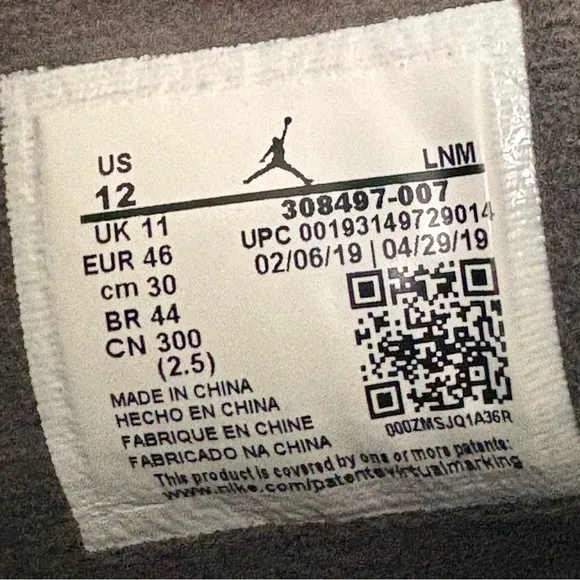 US
12
LNM
308497-007
UK 11
UPC 00193149729014
EUR 46
02/06/19 | 04/29/19
cm 30
BR 44
CN 300
(2.5)
000ZMSJQ1A36R
MADE IN CHINA
HECHO EN CHINA
FABRIQUE EN CHINE
FABRICADO NA CHINA
This product is covered by one or more patents:
www.nike.com/patentsvirtualmarking